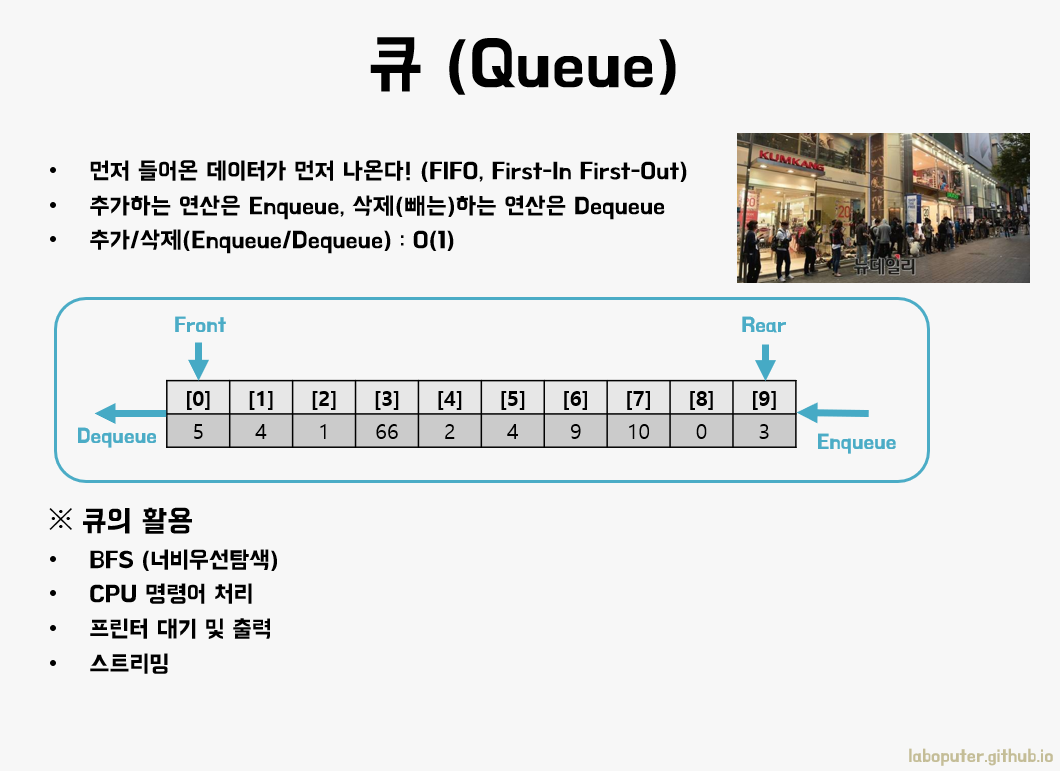 큐 (Queue)
• 먼저 들어온 데이터가 먼저 나온다! (FIFO, First-In First-Out)
• 추가하는 연산은 Enqueue, 삭제(빼는)하는 연산은 Dequeue
• 추가/삭제(Enqueue/Dequeue) : O(1)
KUMKANG
20
뉴데일리
Front
Rear
[0] [1] [2] [3] [4] [5] [6] [7] [8] [9]
5 4 1 66 2 4 9 10 0 3
Dequeue
Enqueue
※ 큐의 활용
• BFS (너비우선탐색)
• CPU 명령어 처리
• 프린터 대기 및 출력
• 스트리밍
laboputer.github.io